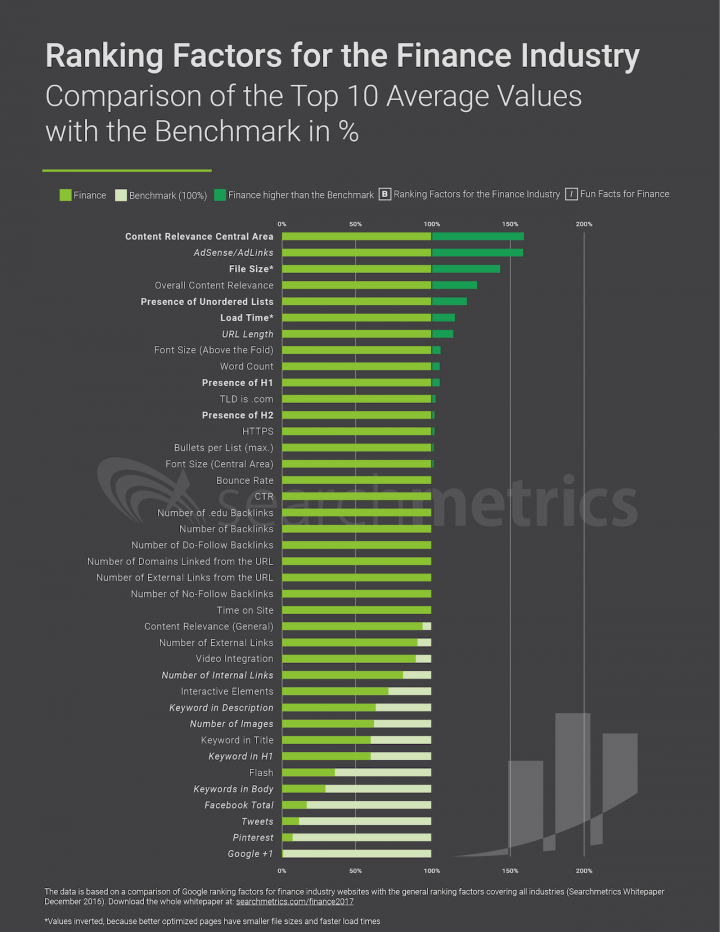 Ranking Factors for the Finance Industry
Comparison of the Top 10 Average Values
with the Benchmark in %
Finance Benchmark (100%) Finance higher than the Benchmark B Ranking Factors for the Finance Industry I Fun Facts for Finance
0% 50% 100% 150% 200%
Content Relevance Central Area
AdSense/AdLinks
File Size*
Overall Content Relevance
Presence of Unordered Lists
Load Time*
URL Length
Font Size (Above the Fold)
Word Count
Presence of H1
TLD is .com
Presence of H2
HTTPS
Bullets per List (max.)
Font Size (Central Area)
Bounce Rate
CTR
searchmetrics
Number of .edu Backlinks
Number of Backlinks
Number of Do-Follow Backlinks
Number of Domains Linked from the URL
Number of External Links from the URL
Number of No-Follow Backlinks
Time on Site
Content Relevance (General)
Number of External Links
Video Integration
Number of Internal Links
Interactive Elements
Keyword in Description
Number of Images
Keyword in Title
Keyword in H1
Flash
Keywords in Body
Facebook Total
Tweets
Pinterest
Google +1
0% 50% 100% 150% 200%
The data is based on a comparison of Google ranking factors for finance industry websites with the general ranking factors covering all industries (Searchmetrics Whitepaper
December 2016). Download the whole whitepaper at: searchmetrics.com/finance2017
*Values inverted, because better optimized pages have smaller file sizes and faster load times